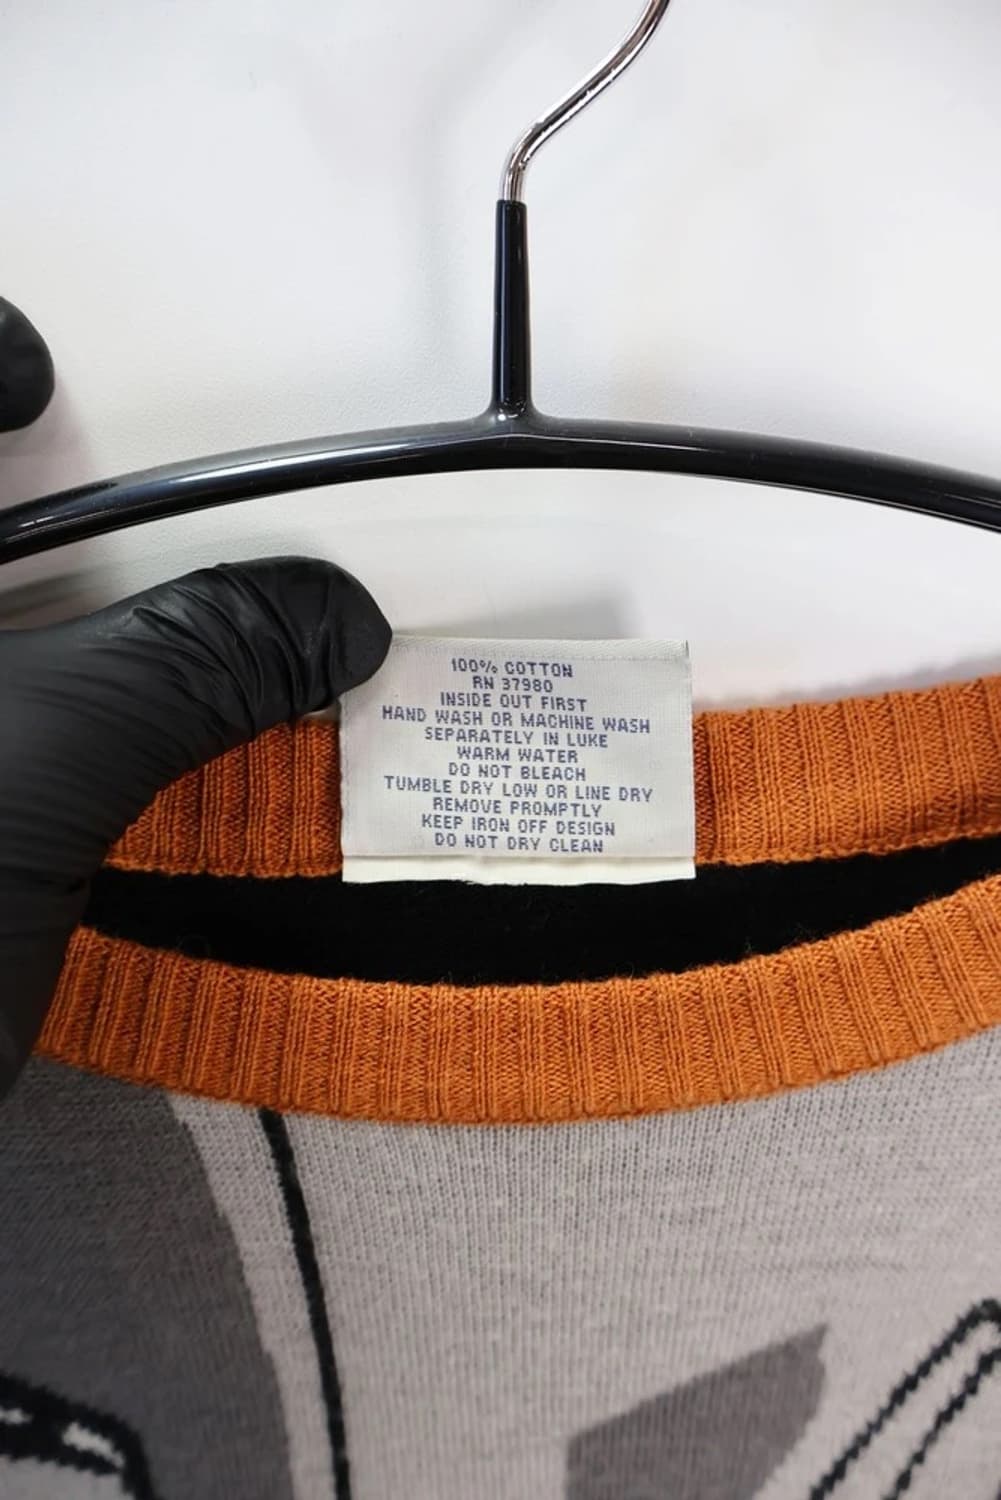 100% COTTON
RN 37980
INSIDE OUT FIRST
HAND WASH OR MACHINE WASH
SEPARATELY IN LUKE
WARM WATER
DO NOT BLEACH
TUMBLE DRY LOW OR LINE DRY
REMOVE PROMPTLY
KEEP IRON OFF DESIGN
DO NOT DRY CLEAN